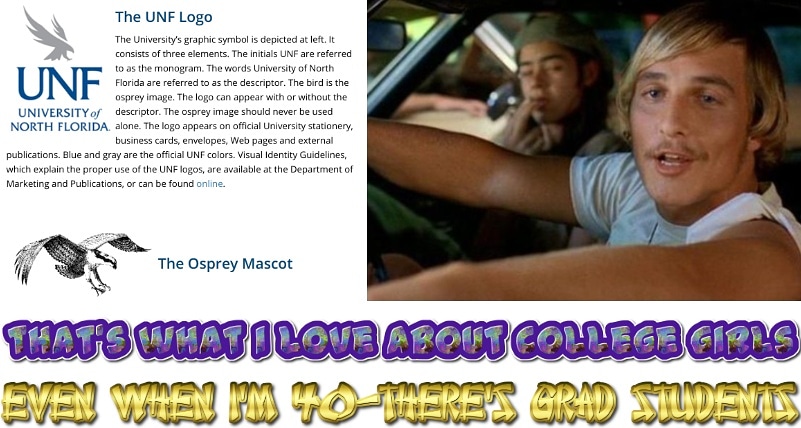 The UNF Logo
UNF
UNIVERSITY of
NORTH FLORIDA.
The University's graphic symbol is depicted at left. It
consists of three elements. The initials UNF are referred
to as the monogram. The words University of North
Florida are referred to as the descriptor. The bird is the
osprey image. The logo can appear with or without the
descriptor. The osprey image should never be used
alone. The logo appears on official University stationery,
business cards, envelopes, Web pages and external
publications. Blue and gray are the official UNF colors. Visual Identity Guidelines,
which explain the proper use of the UNF logos, are available at the Department of
Marketing and Publications, or can be found online.
The Osprey Mascot
THAT'S WHAT I LOVE ABOUT COLLEGE GIRLS
EVEN WHEN I'M 40-THERE'S GRAD STUDENTS